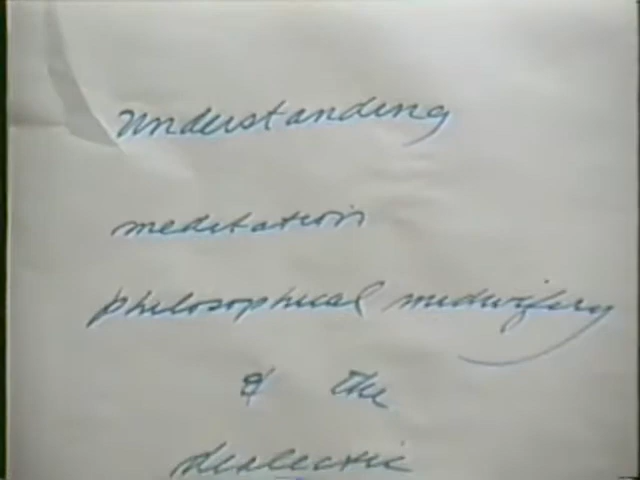 Understanding
meditation
philosophical midwifery
& the
dialectic